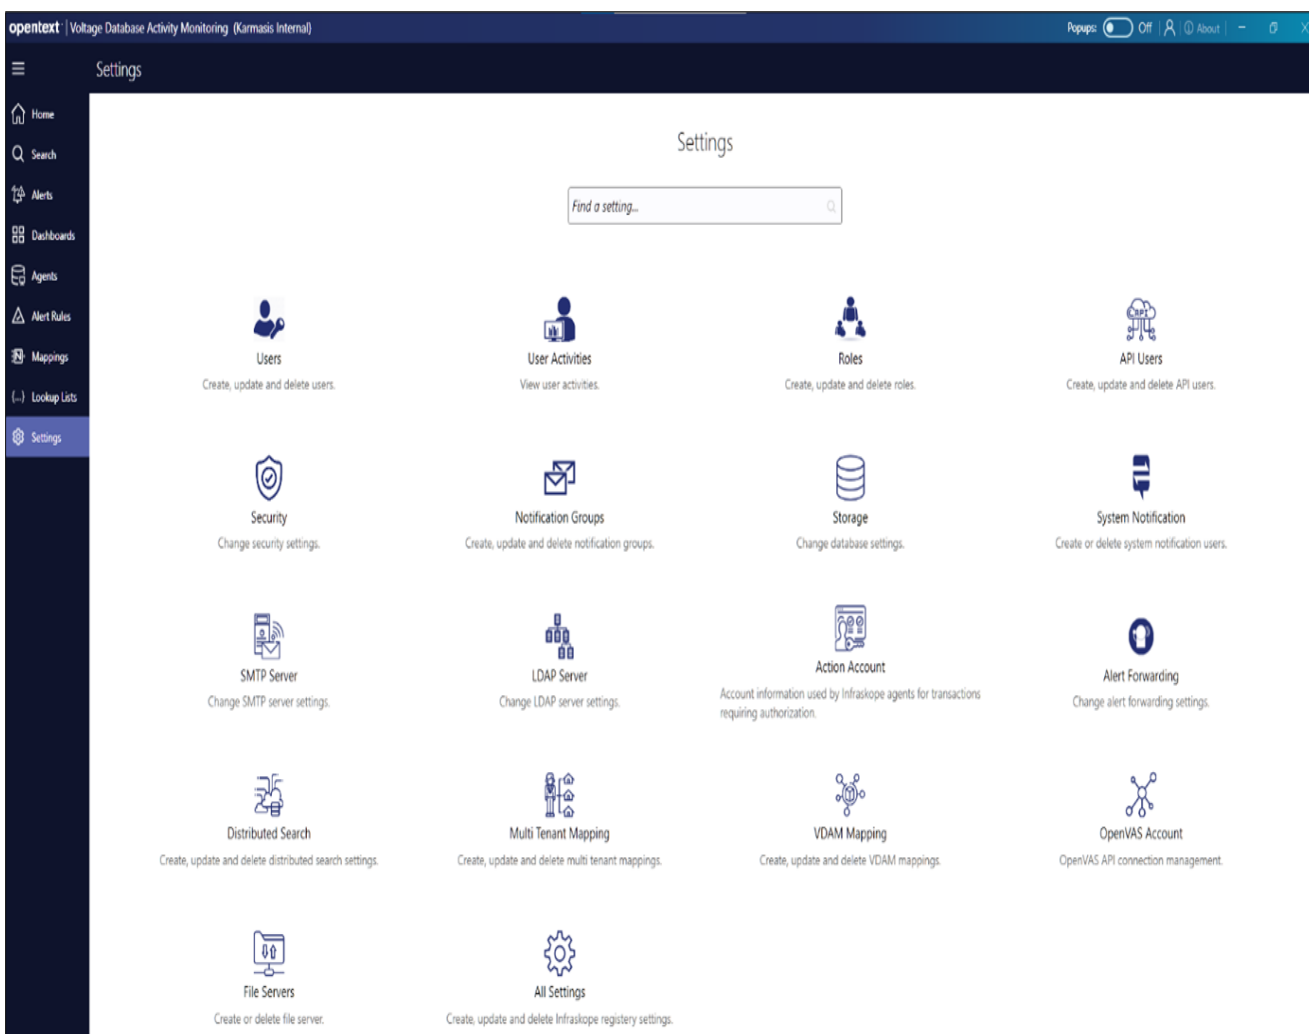 opentext | Voltage Database Activity Monitoring (Karmasis Internal)
Popups: Off | About
Settings
Home
Search
Alerts
Dashboards
Agents
Alert Rules
Mappings
Lookup Lists
Settings
Settings
Find a setting...
Users
Create, update and delete users.
User Activities
View user activities.
Roles
Create, update and delete roles.
API
API Users
Create, update and delete API users.
Security
Change security settings.
Notification Groups
Create, update and delete notification groups.
Storage
Change database settings.
System Notification
Create or delete system notification users.
SMTP Server
Change SMTP server settings.
LDAP Server
Change LDAP server settings.
Action Account
Account information used by Infraskope agents for transactions
requiring authorization.
Alert Forwarding
Change alert forwarding settings.
Distributed Search
Create, update and delete distributed search settings.
Multi Tenant Mapping
Create, update and delete multi tenant mappings.
VDAM Mapping
Create, update and delete VDAM mappings.
OpenVAS Account
OpenVAS API connection management.
File Servers
Create or delete file server.
All Settings
Create, update and delete Infraskope registery settings.